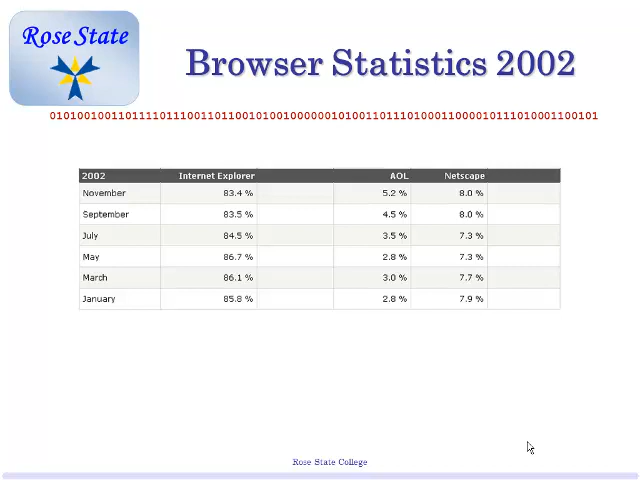 Rose State
Browser Statistics 2002
01010010011011110111001101100101001000000101001101110100011000010111010001100101
2002 Internet Explorer AOL Netscape
November 83.4 % 5.2 % 8.0 %
September 83.5 % 4.5 % 8.0 %
July 84.5 % 3.5 % 7.3 %
May 86.7 % 2.8 % 7.3 %
March 86.1 % 3.0 % 7.7 %
January 85.8 % 2.8 % 7.9 %
Rose State College